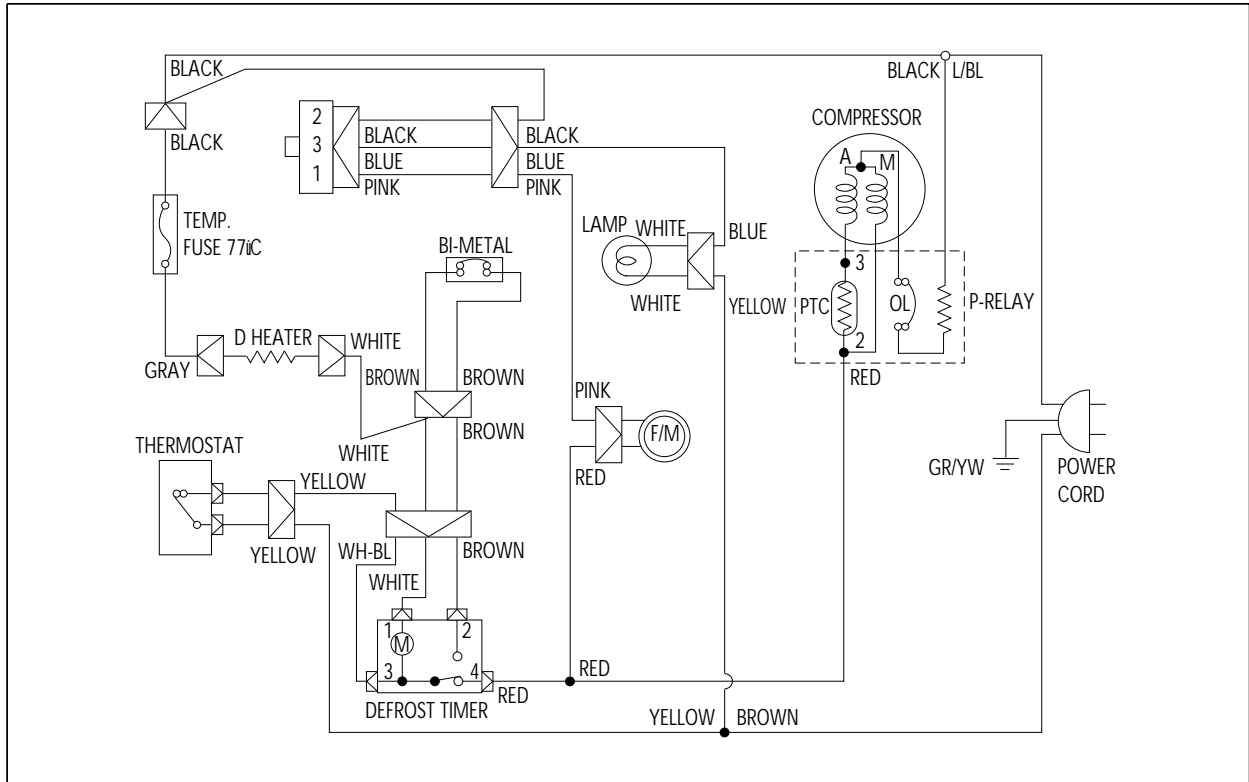 BLACK
BLACK L/BL
COMPRESSOR
2
BLACK
BLACK
BLACK
3
BLUE
BLUE
1
PINK
PINK
A
M
TEMP.
FUSE 77iiC
BI-METAL
LAMP
WHITE
BLUE
WHITE
YELLOW
3
PTC
OL
P-RELAY
2
RED
D HEATER
WHITE
GRAY
BROWN
BROWN
BROWN
WHITE
PINK
F/M
RED
GR/YW
POWER
CORD
THERMOSTAT
YELLOW
YELLOW
WH-BL
BROWN
WHITE
1
2
M
3
4
RED
RED
DEFROST TIMER
YELLOW
BROWN